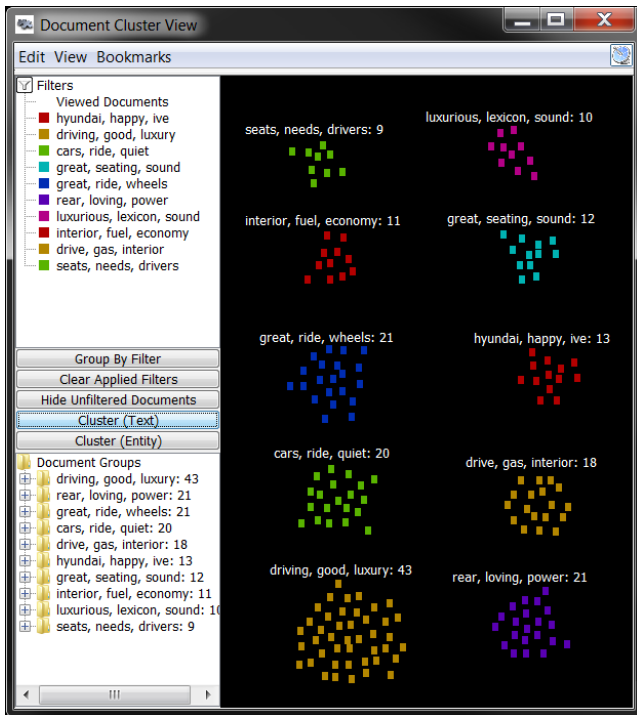 Document Cluster View
Edit View Bookmarks
Filters
Viewed Documents
hyundai, happy, ive
driving, good, luxury
cars, ride, quiet
great, seating, sound
great, ride, wheels
rear, loving, power
luxurious, lexicon, sound
interior, fuel, economy
drive, gas, interior
seats, needs, drivers
Group By Filter
Clear Applied Filters
Hide Unfiltered Documents
Cluster (Text)
Cluster (Entity)
Document Groups
driving, good, luxury: 43
rear, loving, power: 21
great, ride, wheels: 21
cars, ride, quiet: 20
drive, gas, interior: 18
hyundai, happy, ive: 13
great, seating, sound: 12
interior, fuel, economy: 11
luxurious, lexicon, sound: 10
seats, needs, drivers: 9
seats, needs, drivers: 9
luxurious, lexicon, sound: 10
interior, fuel, economy: 11
great, seating, sound: 12
great, ride, wheels: 21
hyundai, happy, ive: 13
cars, ride, quiet: 20
drive, gas, interior: 18
driving, good, luxury: 43
rear, loving, power: 21